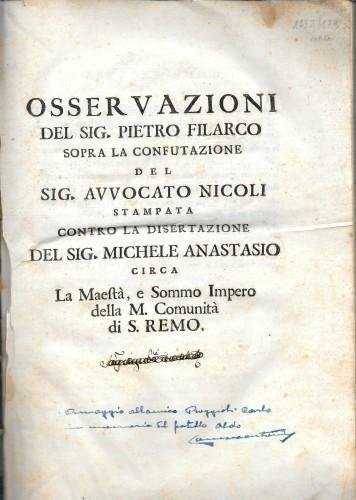 OSSERVAZIONI
DEL SIG. PIETRO FILARCO
SOPRA LA CONFUTAZIONE
DEL
SIG. AVVOCATO NICOLI
STAMPATA
CONTRO LA DISERTAZIONE
DEL SIG. MICHELE ANASTASIO
CIRCA
La Maestà, e Sommo Impero
della M. Comunità
di S. REMO.
Omaggio all'amico Carlo
in memoria del fratello Aldo